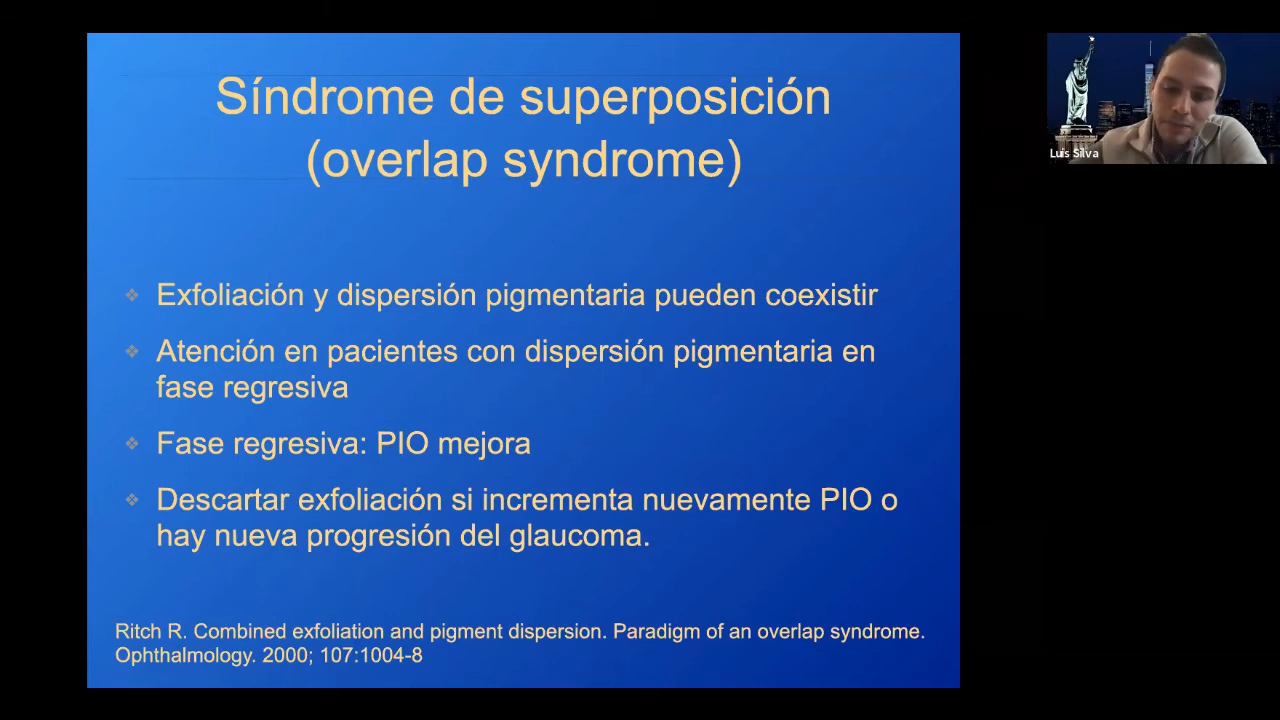 Síndrome de superposición
(overlap syndrome)
Exfoliación y dispersión pigmentaria pueden coexistir
Atención en pacientes con dispersión pigmentaria en
fase regresiva
Fase regresiva: PIO mejora
Descartar exfoliación si incrementa nuevamente PIO o
hay nueva progresión del glaucoma.
Ritch R. Combined exfoliation and pigment dispersion. Paradigm of an overlap syndrome.
Ophthalmology. 2000; 107:1004-8
Luis Silva